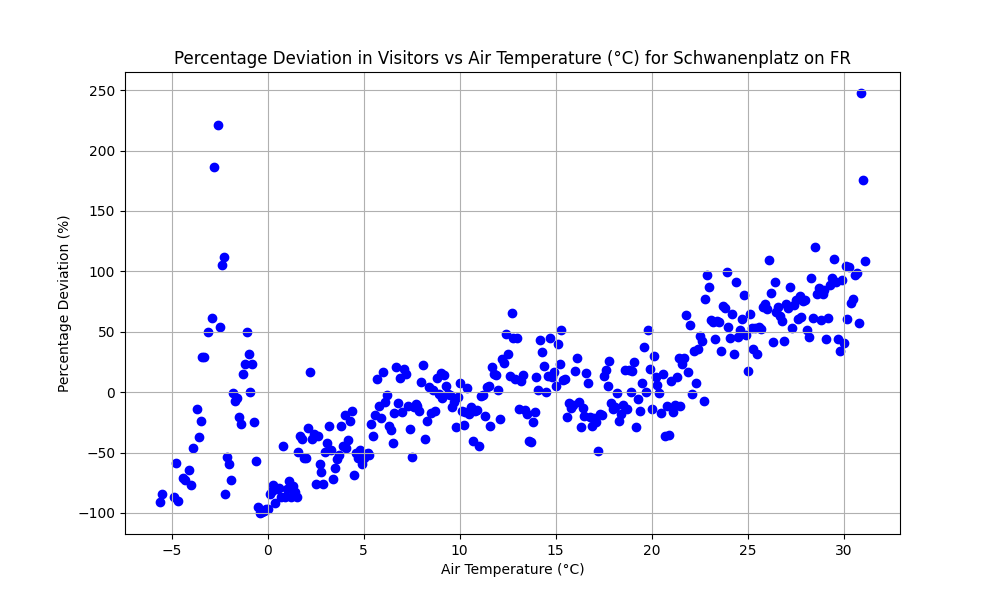 Percentage Deviation in Visitors vs Air Temperature (°C) for Schwanenplatz on FR
250
200
150
100
50
0
−50
−100
Percentage Deviation (%)
−5 0 5 10 15 20 25 30
Air Temperature (°C)